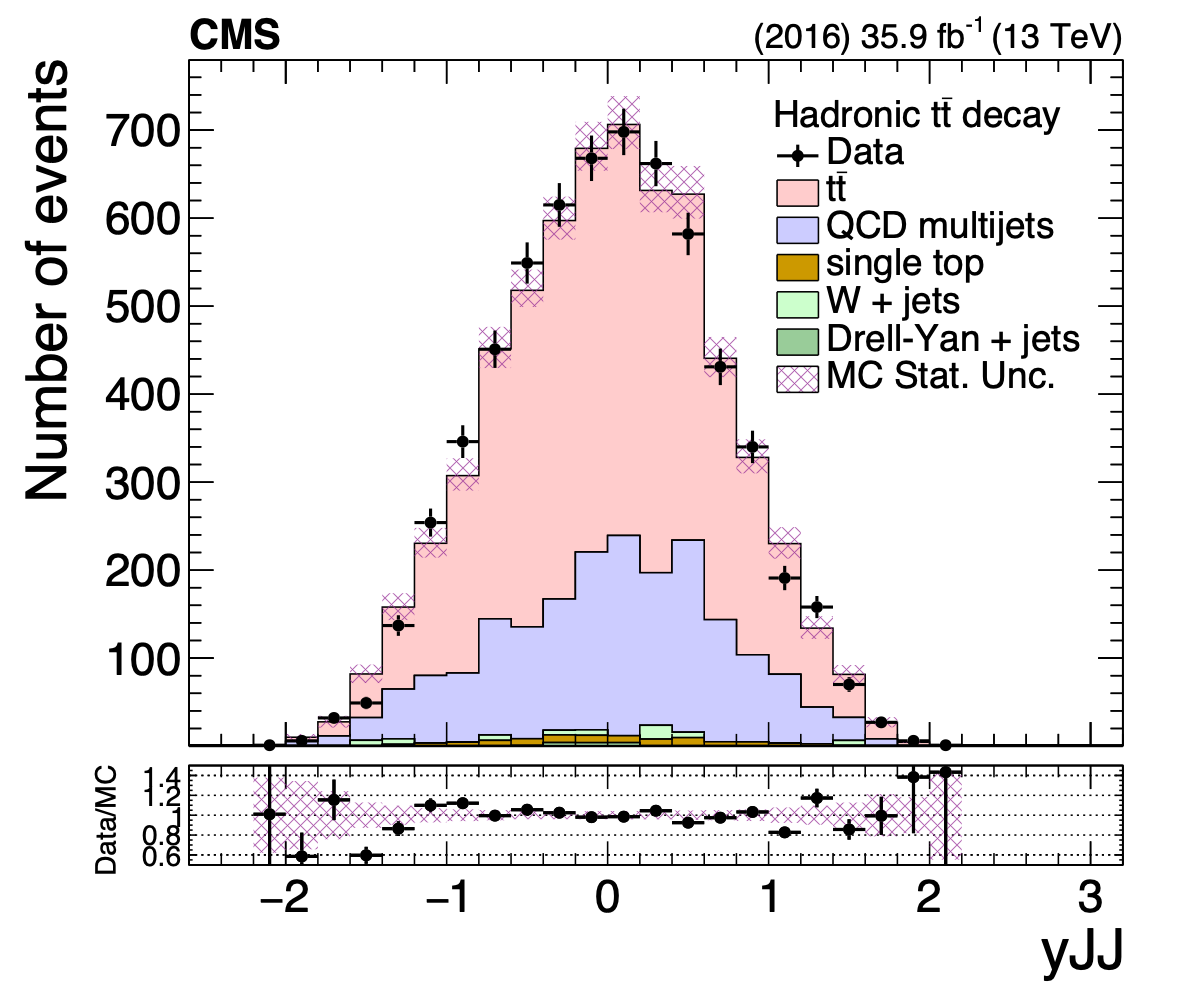 CMS
(2016) 35.9 fb⁻¹ (13 TeV)
Number of events
700
600
500
400
300
200
100
Hadronic tt̄ decay
Data
tt̄
QCD multijets
single top
W + jets
Drell-Yan + jets
MC Stat. Unc.
Data/MC
1.4
1.2
1
0.8
0.6
−2 −1 0 1 2 3
yJJ